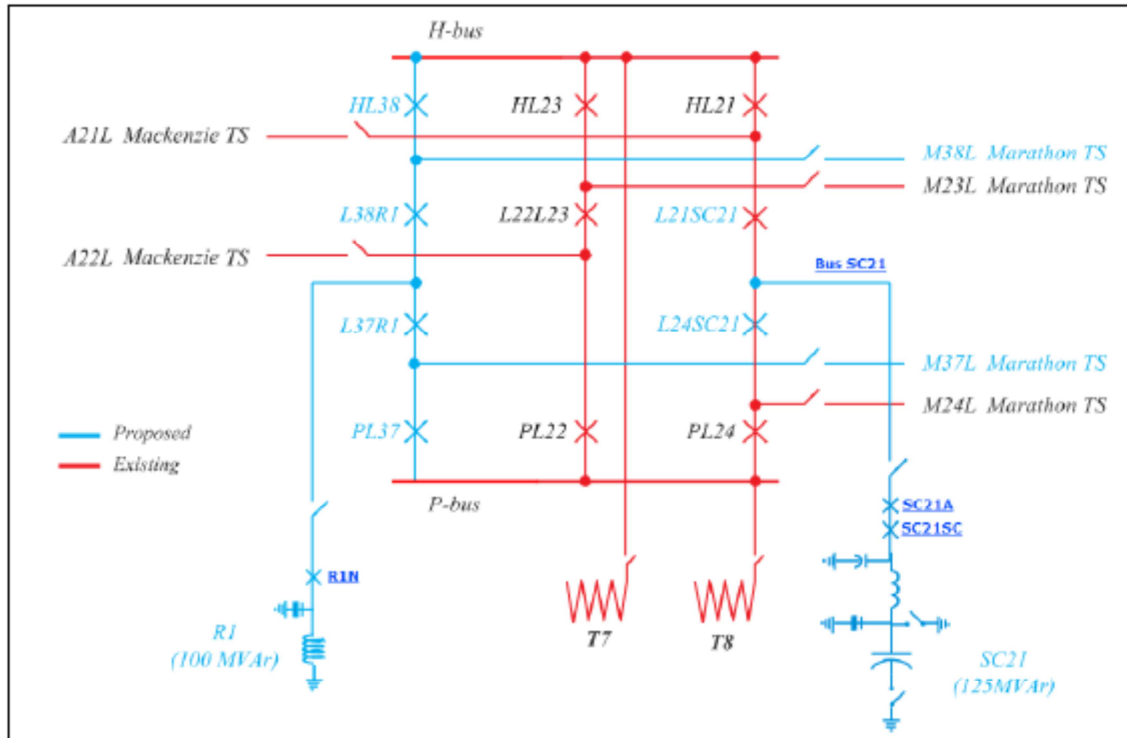 H-bus
HL38
HL23
HL21
A21L Mackenzie TS
M38L Marathon TS
M23L Marathon TS
L38R1
L22L23
L21SC21
A22L Mackenzie TS
Bus SC21
L37R1
L24SC21
M37L Marathon TS
M24L Marathon TS
Proposed
PL37
PL22
PL24
Existing
P-bus
SC21A
SC21SC
R1N
R1
(100 MVAr)
T7
T8
SC21
(125MVAr)